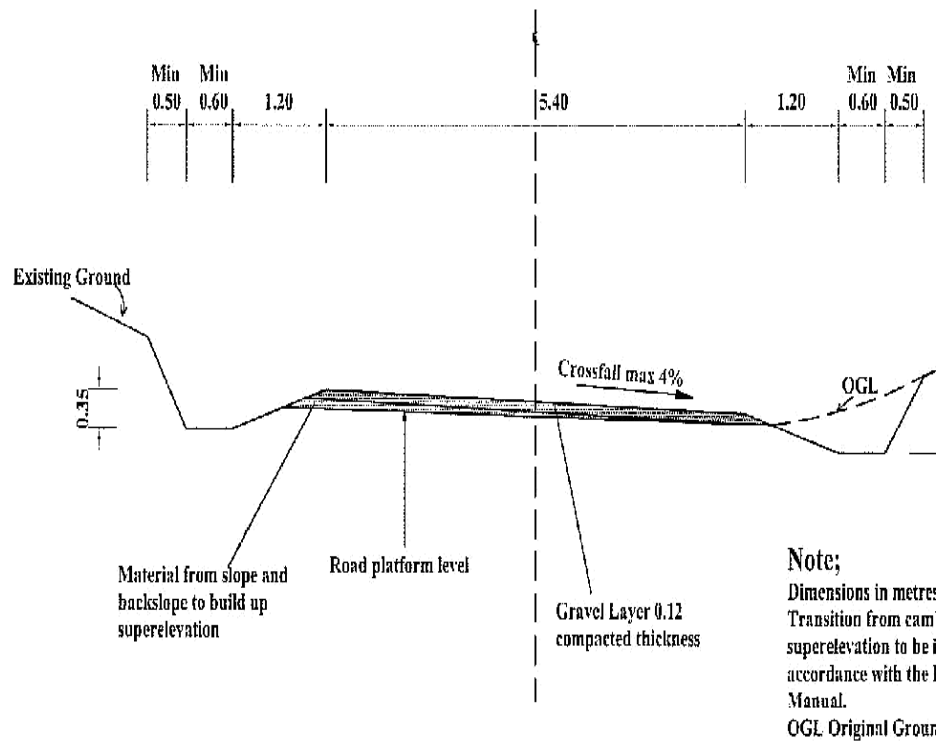 ℄
Min Min Min Min
0.50 0.60 1.20 5.40 1.20 0.60 0.50
Existing Ground
0.35
Crossfall max 4%
OGL
Material from slope and
backslope to build up
superelevation
Road platform level
Gravel Layer 0.12
compacted thickness
Note;
Dimensions in metres
Transition from cam
superelevation to be i
accordance with the
Manual.
OGL Original Groun